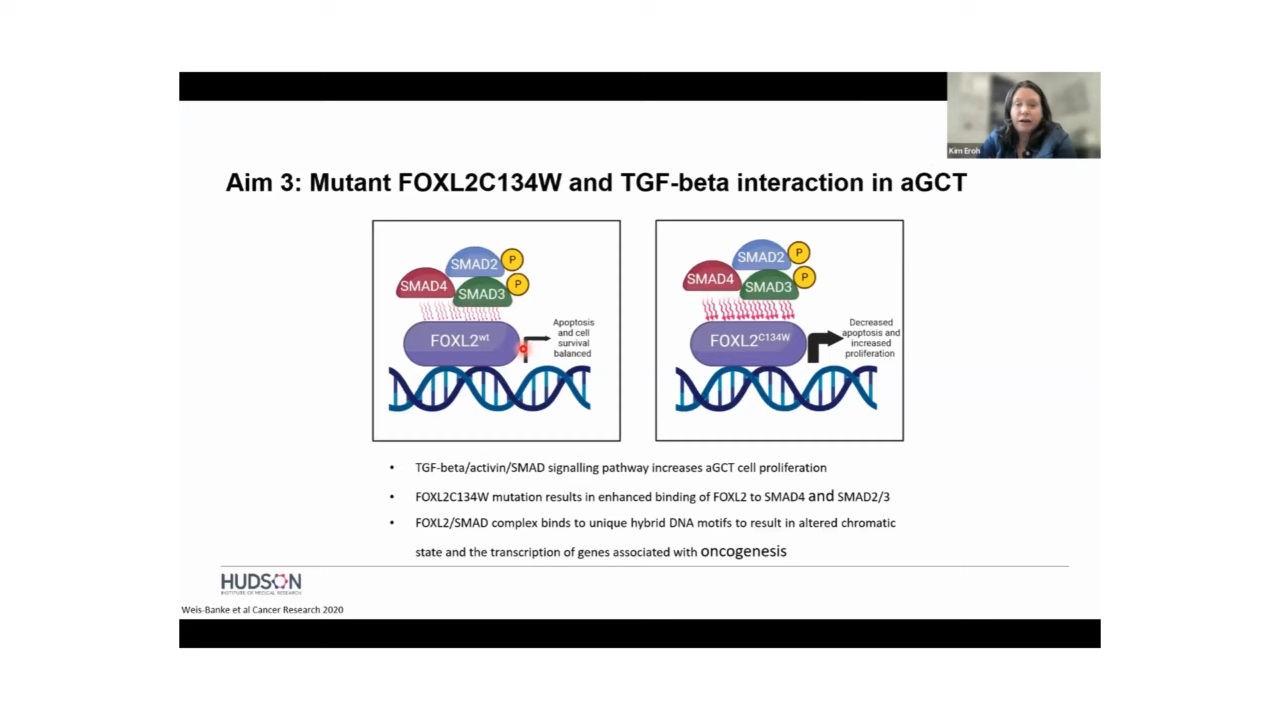 Kim Eroh
Aim 3: Mutant FOXL2C134W and TGF-beta interaction in aGCT
SMAD2
P
SMAD4
SMAD3
P
FOXL2wt
Apoptosis
and cell
survival
balanced
SMAD2
P
SMAD4
SMAD3
P
FOXL2C134W
Decreased
apoptosis and
increased
proliferation
• TGF-beta/activin/SMAD signalling pathway increases aGCT cell proliferation
• FOXL2C134W mutation results in enhanced binding of FOXL2 to SMAD4 and SMAD2/3
• FOXL2/SMAD complex binds to unique hybrid DNA motifs to result in altered chromatic
state and the transcription of genes associated with oncogenesis
HUDSON
INSTITUTE OF MEDICAL RESEARCH
Weis-Banke et al Cancer Research 2020